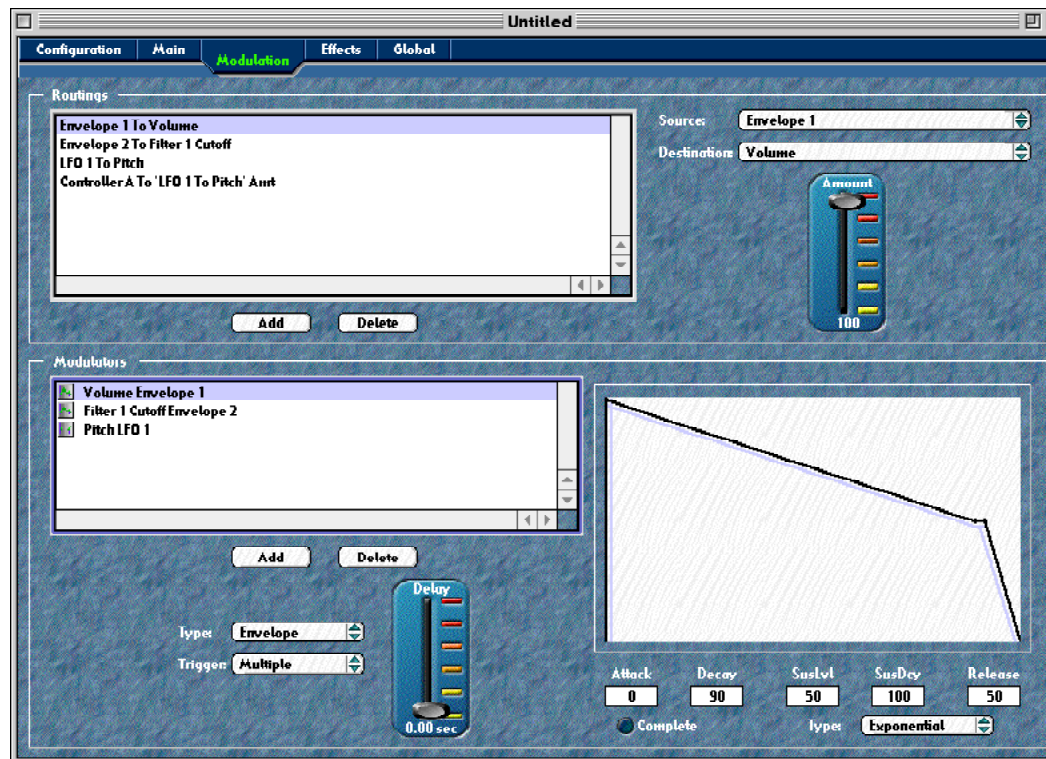 Untitled
Configuration Main Modulation Effects Global
Routings
Envelope 1 To Volume
Envelope 2 To Filter 1 Cutoff
LFO 1 To Pitch
Controller A To 'LFO 1 To Pitch' Amt
Add Delete
Source: Envelope 1
Destination: Volume
Amount
100
Modulators
Volume Envelope 1
Filter 1 Cutoff Envelope 2
Pitch LFO 1
Add Delete
Type: Envelope
Trigger: Multiple
Delay
0.00 sec
Attack Decay SusLvl SusDcy Release
0 90 50 100 50
Complete Type: Exponential